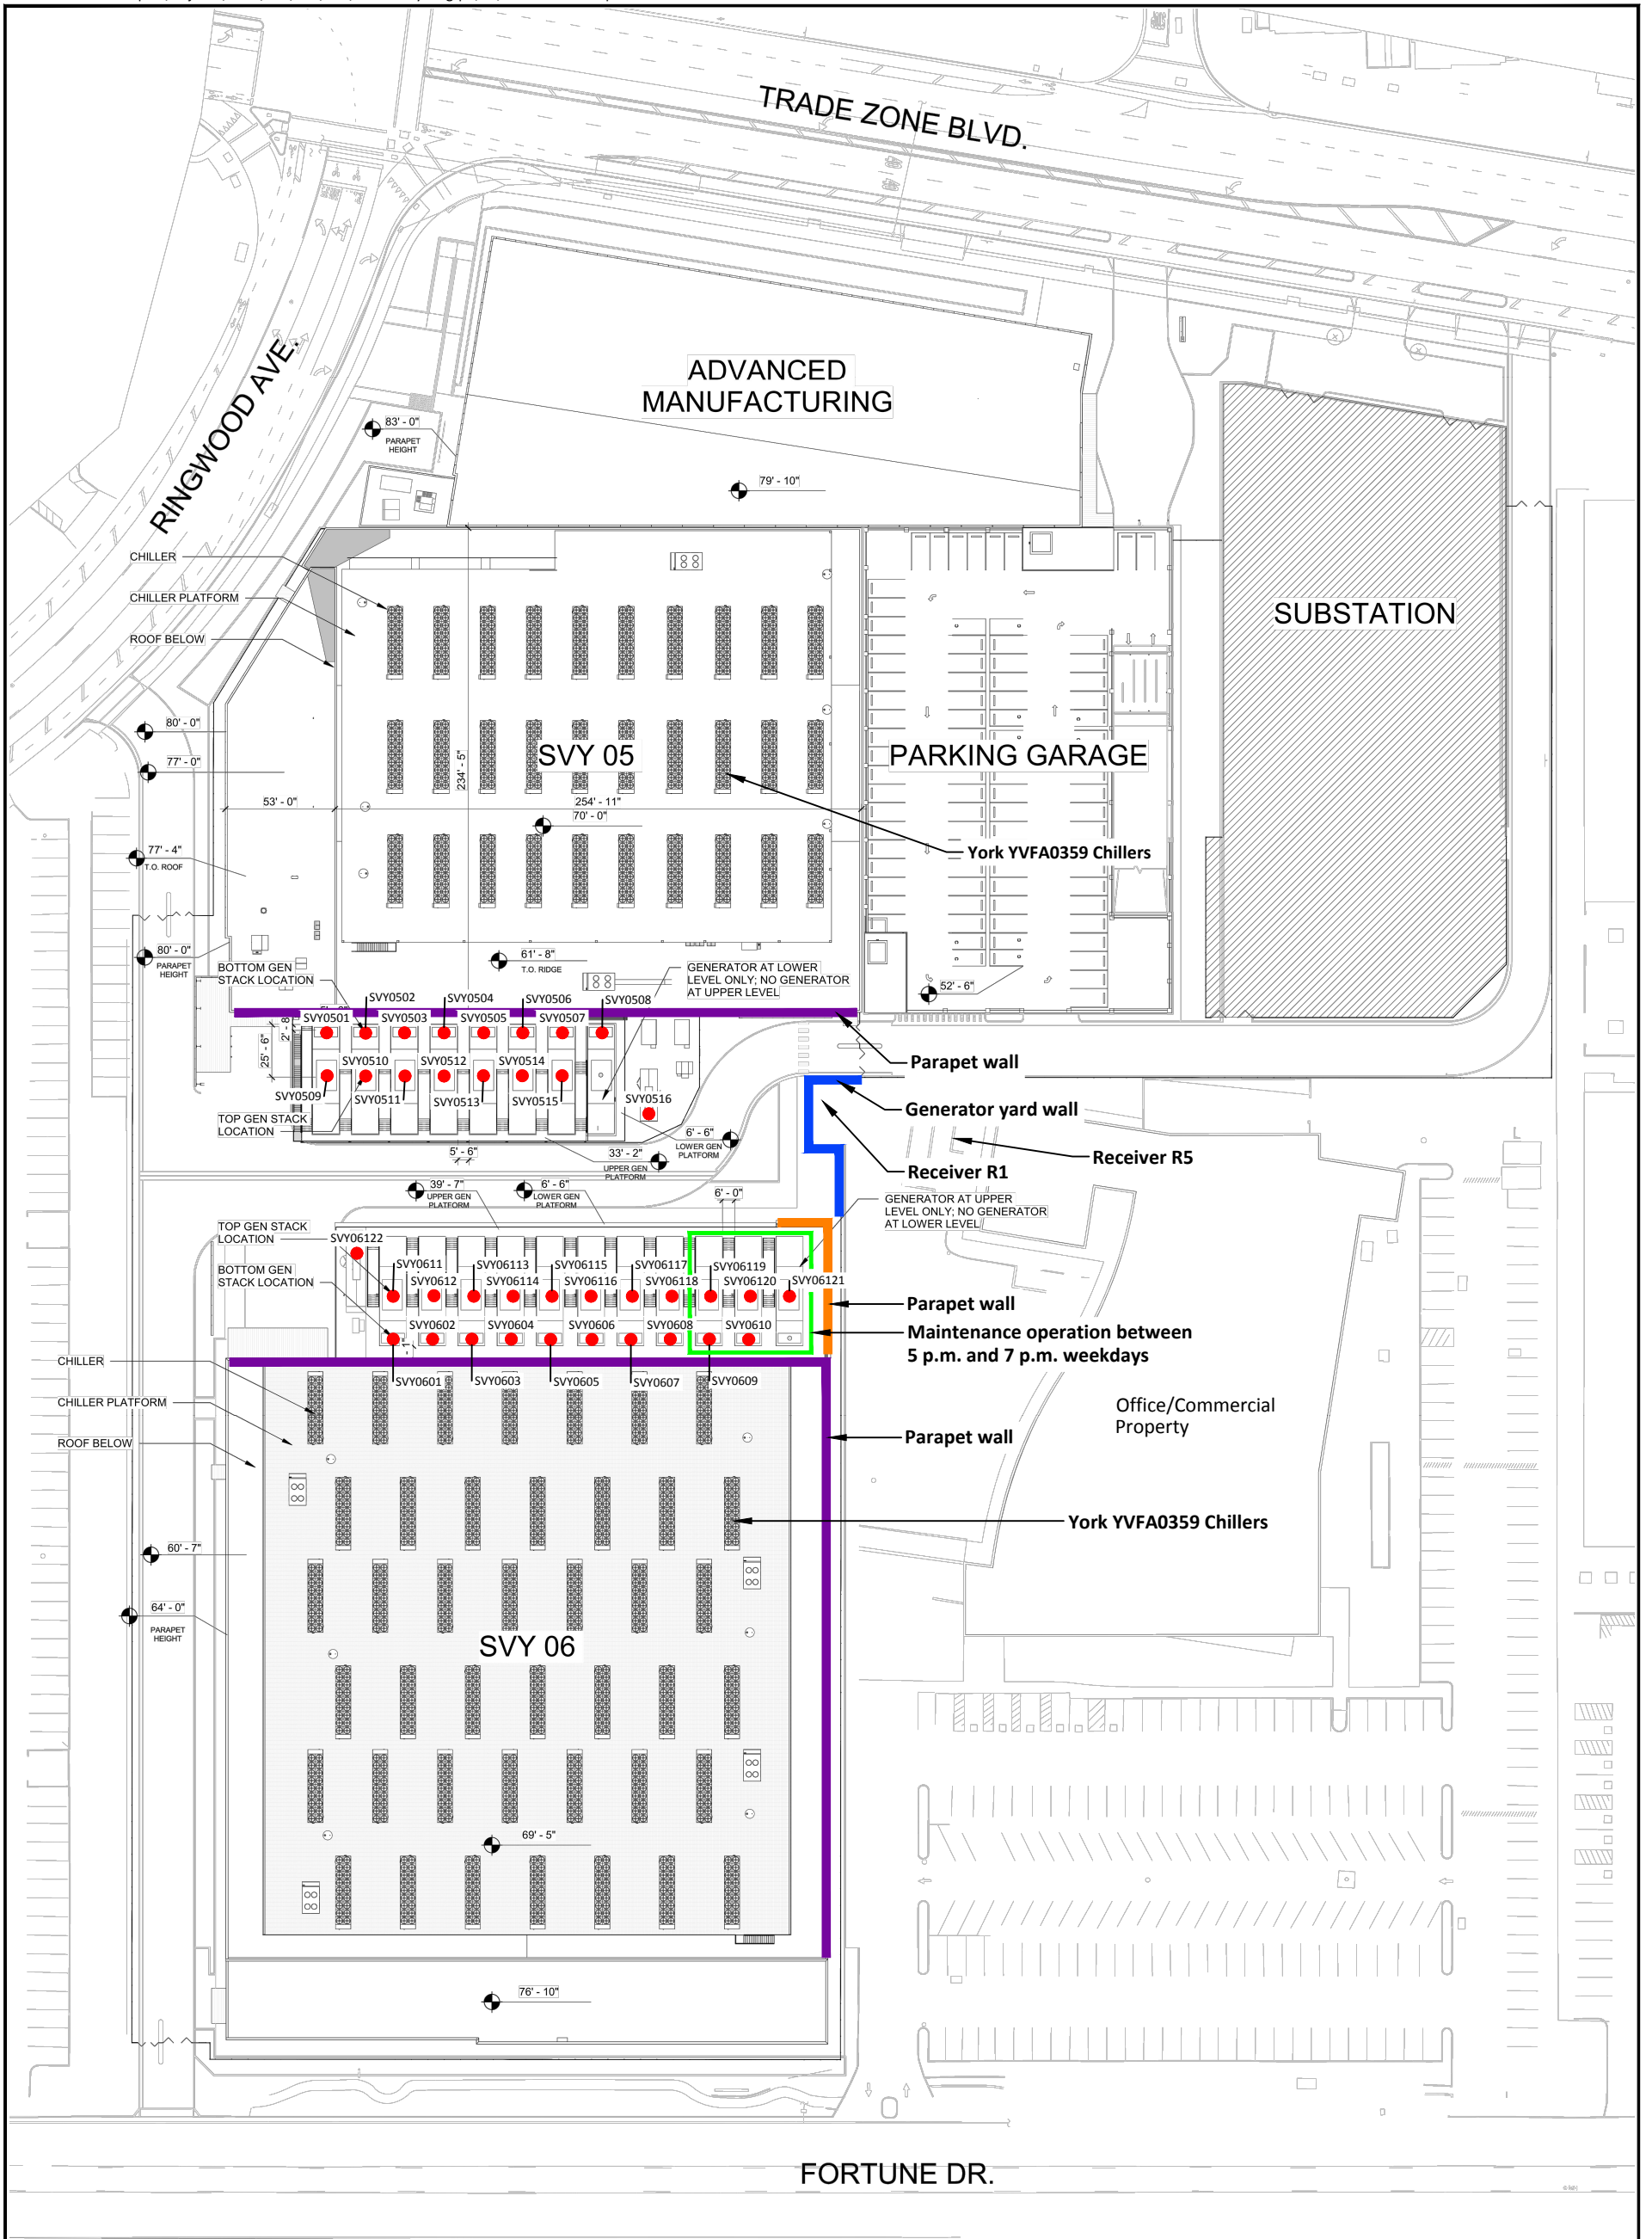 TRADE ZONE BLVD.
RINGWOOD AVE.
ADVANCED
MANUFACTURING
83' - 0"
PARAPET
HEIGHT
79' - 10"
CHILLER
CHILLER PLATFORM
ROOF BELOW
SUBSTATION
80' - 0"
77' - 0"
SVY 05
234' - 5"
PARKING GARAGE
53' - 0"
254' - 11"
70' - 0"
77' - 4"
T.O. ROOF
York YVFA0359 Chillers
80' - 0"
PARAPET
HEIGHT
61' - 8"
T.O. RIDGE
BOTTOM GEN
STACK LOCATION
GENERATOR AT LOWER
LEVEL ONLY; NO GENERATOR
AT UPPER LEVEL
52' - 6"
SVY0502
SVY0504
SVY0506
SVY0508
SVY0501
SVY0503
SVY0505
SVY0507
2' - 8
25' - 6"
SVY0510
SVY0512
SVY0514
Parapet wall
SVY0509
SVY0511
SVY0513
SVY0515
SVY0516
Generator yard wall
TOP GEN STACK
LOCATION
6' - 6"
LOWER GEN
PLATFORM
5' - 6"
33' - 2"
UPPER GEN
PLATFORM
Receiver R5
Receiver R1
39' - 7"
UPPER GEN
PLATFORM
6' - 6"
LOWER GEN
PLATFORM
6' - 0"
GENERATOR AT UPPER
LEVEL ONLY; NO GENERATOR
AT LOWER LEVEL
TOP GEN STACK
LOCATION
SVY06122
BOTTOM GEN
STACK LOCATION
SVY0611
SVY06113
SVY06115
SVY06117
SVY06119
SVY0612
SVY06114
SVY06116
SVY06118
SVY06120
SVY06121
Parapet wall
SVY0602
SVY0604
SVY0606
SVY0608
SVY0610
Maintenance operation between
5 p.m. and 7 p.m. weekdays
CHILLER
SVY0601
SVY0603
SVY0605
SVY0607
SVY0609
CHILLER PLATFORM
Office/Commercial
Property
ROOF BELOW
Parapet wall
York YVFA0359 Chillers
60' - 7"
64' - 0"
PARAPET
HEIGHT
SVY 06
69' - 5"
76' - 10"
FORTUNE DR.